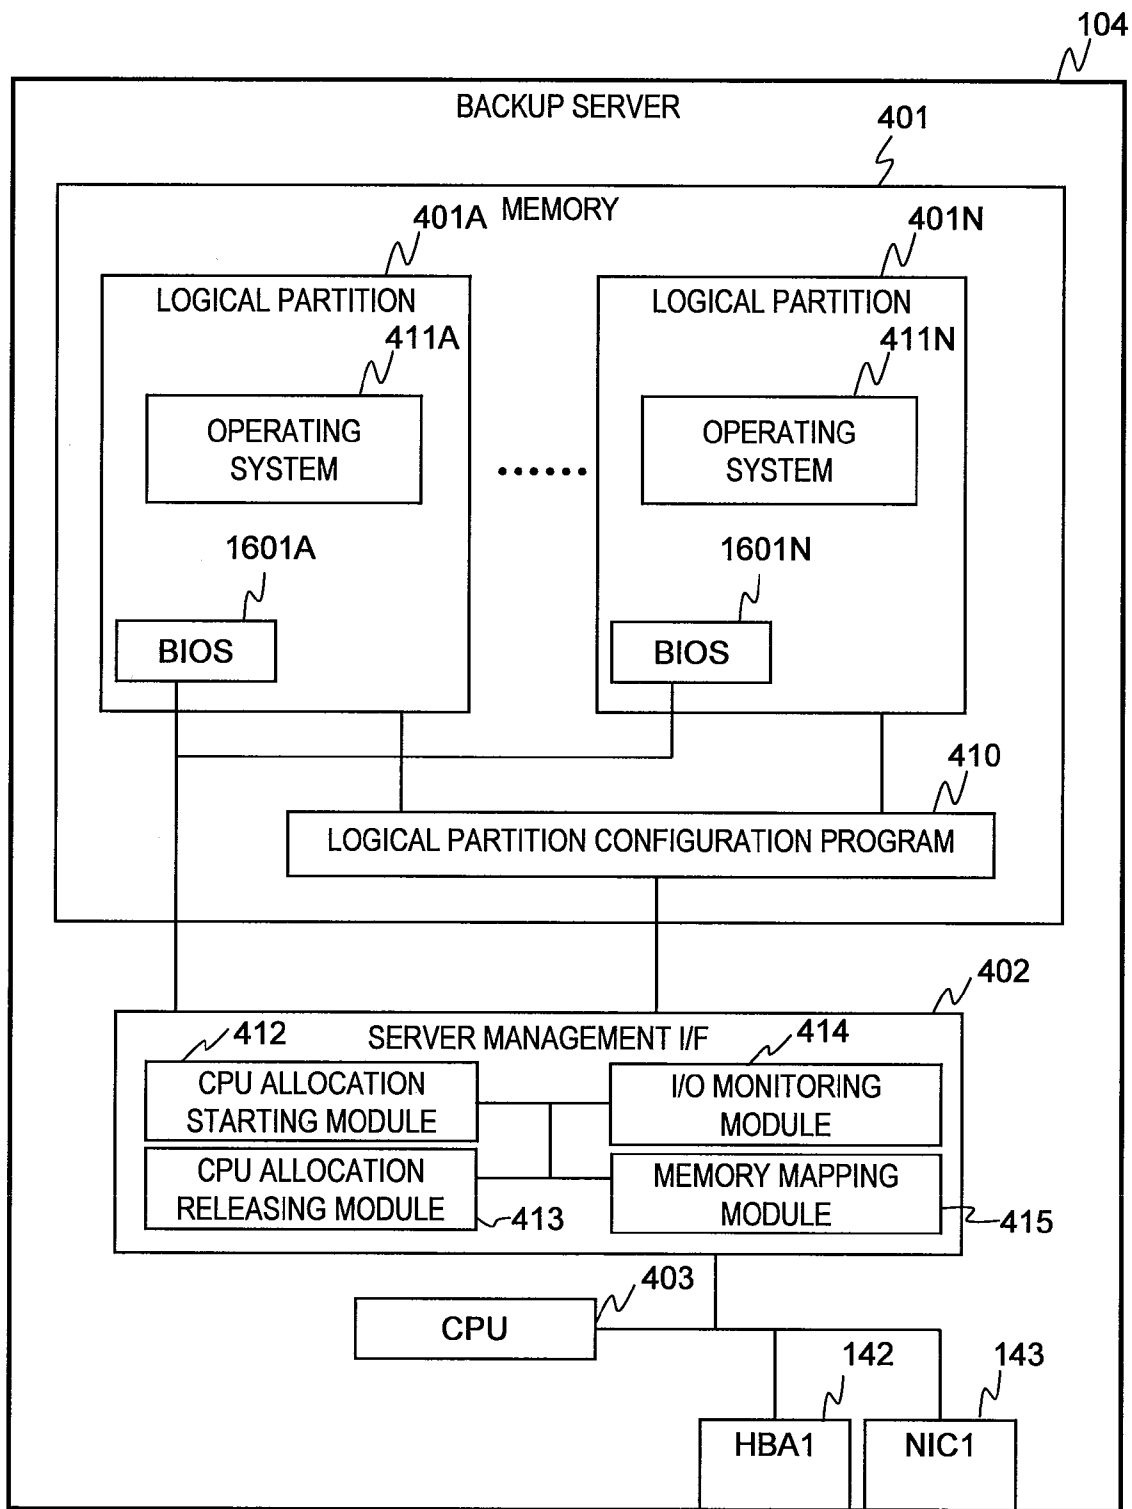 104
BACKUP SERVER
401
MEMORY
401A
401N
LOGICAL PARTITION
LOGICAL PARTITION
411A
411N
OPERATING
SYSTEM
OPERATING
SYSTEM
1601A
1601N
BIOS
BIOS
410
LOGICAL PARTITION CONFIGURATION PROGRAM
402
SERVER MANAGEMENT I/F
412
414
CPU ALLOCATION
STARTING MODULE
I/O MONITORING
MODULE
CPU ALLOCATION
RELEASING MODULE
MEMORY MAPPING
MODULE
413
415
403
CPU
142
143
HBA1
NIC1